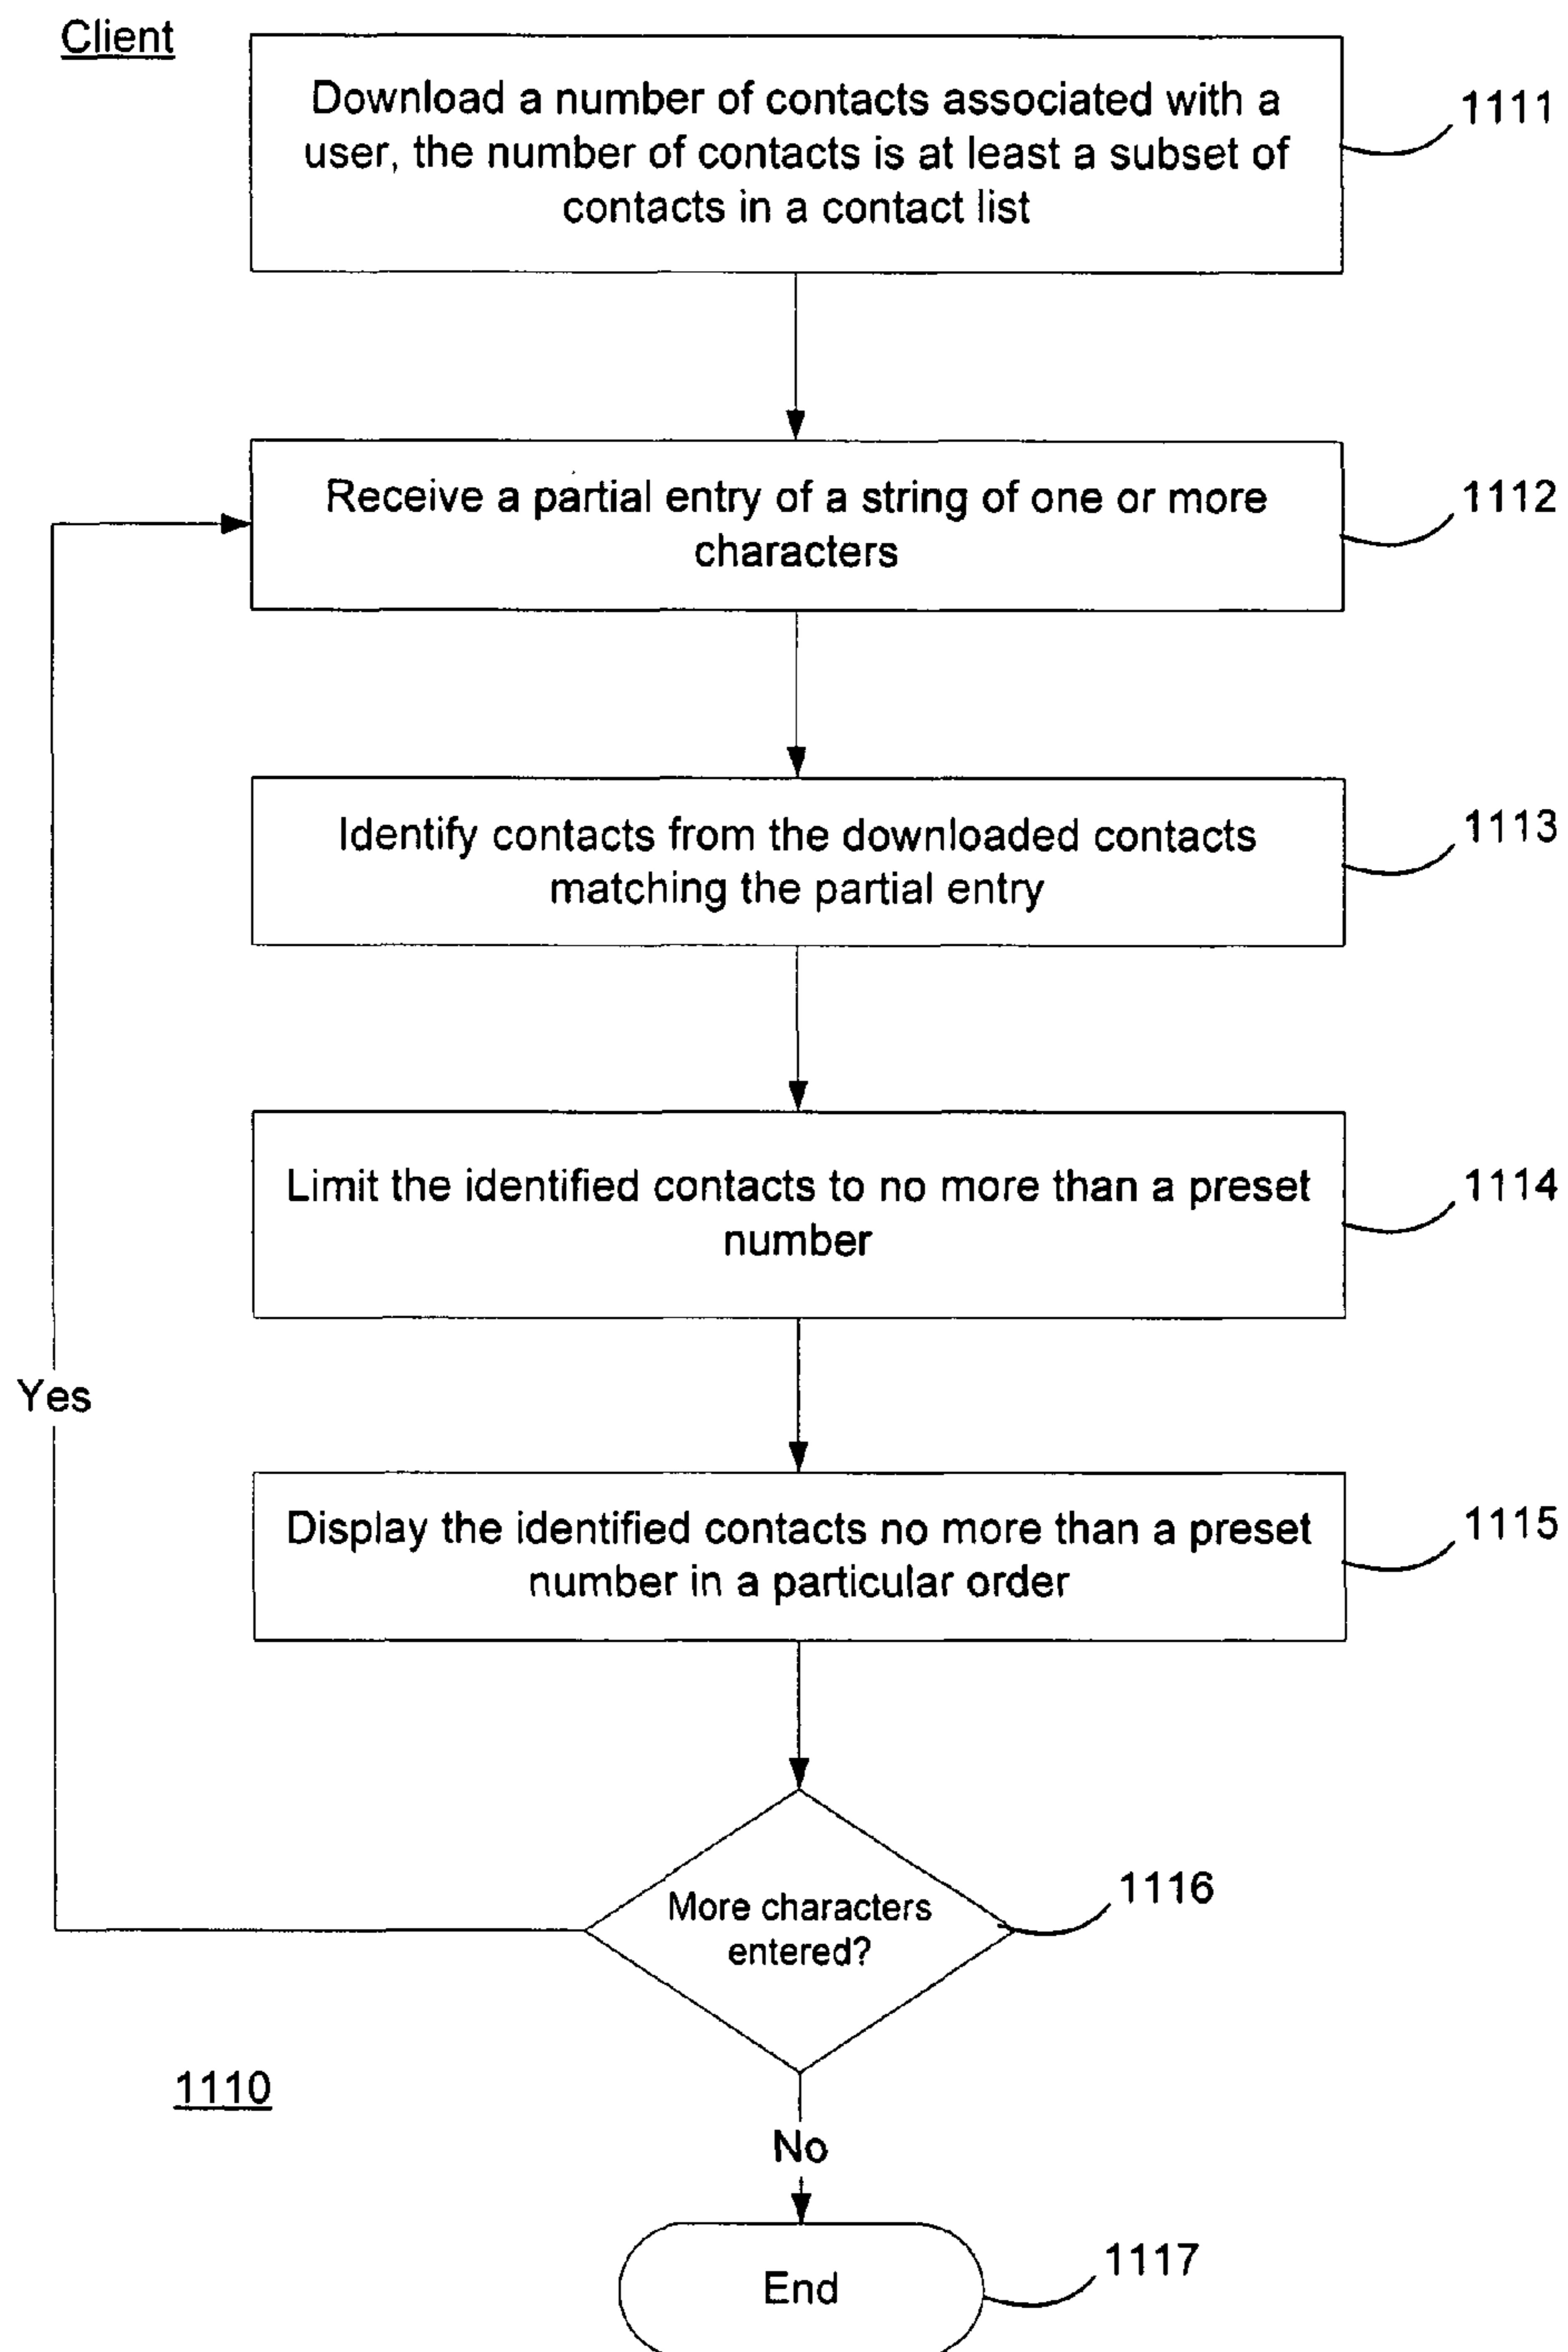 Client
Download a number of contacts associated with a
user, the number of contacts is at least a subset of
contacts in a contact list
1111
Receive a partial entry of a string of one or more
characters
1112
Identify contacts from the downloaded contacts
matching the partial entry
1113
Limit the identified contacts to no more than a preset
number
1114
Yes
Display the identified contacts no more than a preset
number in a particular order
1115
More characters
entered?
1116
1110
No
End
1117